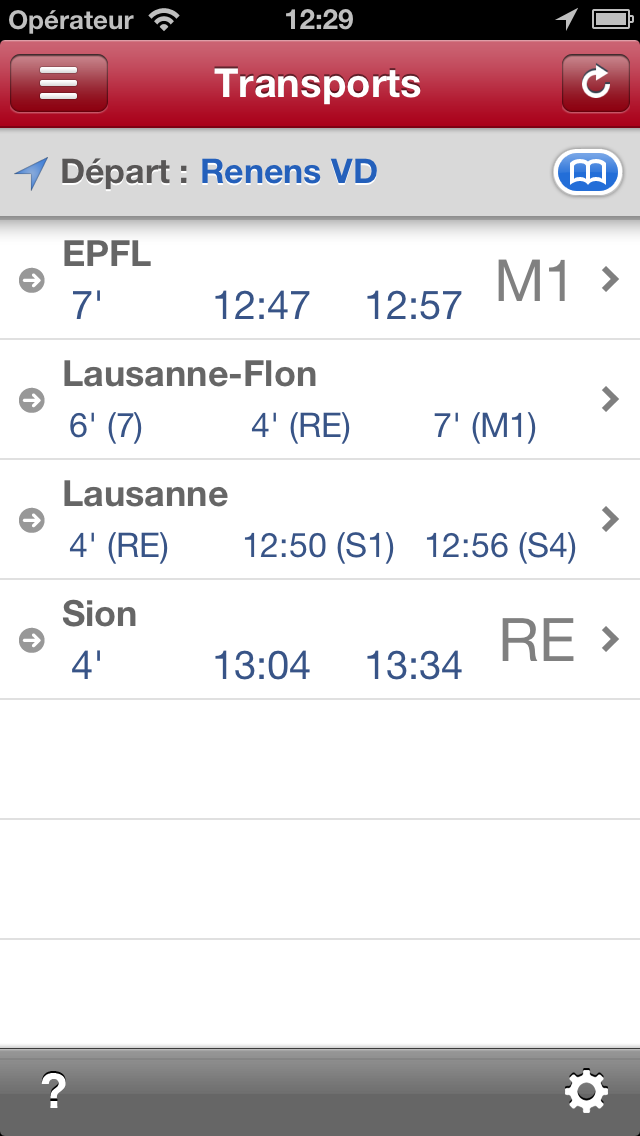 Opérateur 12:29
Transports
Départ : Renens VD
EPFL
7' 12:47 12:57 M1
Lausanne-Flon
6' (7) 4' (RE) 7' (M1)
Lausanne
4' (RE) 12:50 (S1) 12:56 (S4)
Sion
4' 13:04 13:34 RE
?